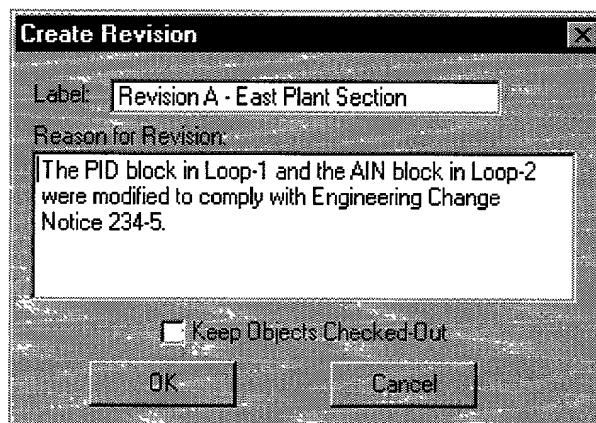 Create Revision
Label: Revision A - East Plant Section
Reason for Revision:
The PID block in Loop-1 and the AIN block in Loop-2
were modified to comply with Engineering Change
Notice 234-5.
Keep Objects Checked-Out
OK Cancel